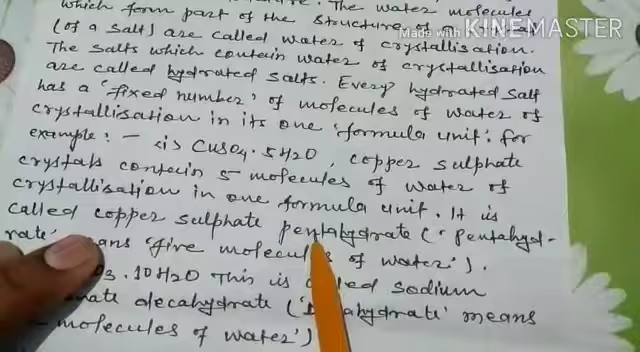 The water molecules
which form part of the structure of a
(of a salt) are called water of crystallisation.
Made with KINEMASTER
The salts which contain water of crystallisation
are called hydrated salts. Every hydrated salt
has a 'fixed number' of molecules of water of
crystallisation in its one 'formula unit'. for
example: - <i> CuSO4 . 5H2O , copper sulphate
crystals contain 5 molecules of water of
crystallisation in one formula unit. It is
called copper sulphate pentahydrate ('Pentahyd-
rate' means 'five molecules of water').
. 10H2O This is called sodium
decahydrate ( means
molecules of water')